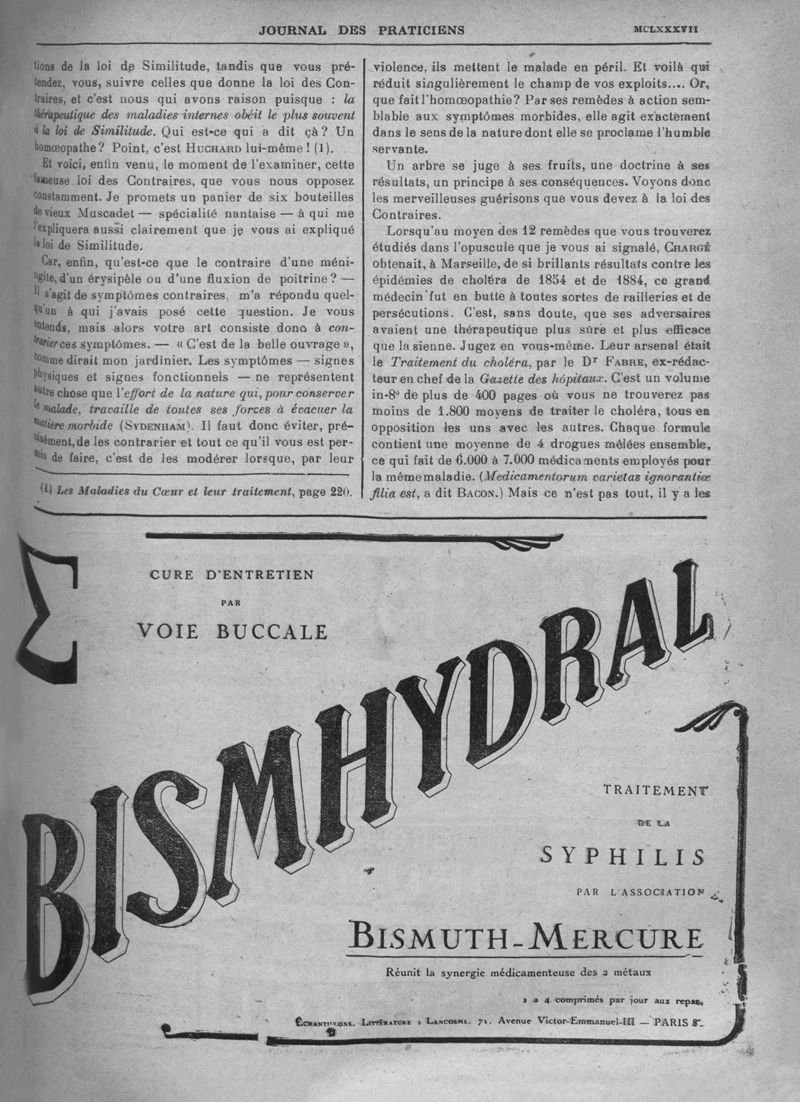 JOURNAL DES PRATICIENS
MCLXXXVII
tions de la loi de Similitude, tandis que vous pré-
tendez, vous, suivre celles que donne la loi des Con-
traires, et c'est nous qui avons raison puisque : la
thérapeutique des maladies internes obéit le plus souvent
à la loi de Similitude. Qui est-ce qui a dit çà ? Un
homœopathe ? Point, c'est HUCHARD lui-même ! (1).
Et voici, enfin venu, le moment de l'examiner, cette
fameuse loi des Contraires, que vous nous opposez
constamment. Je promets un panier de six bouteilles
de vieux Muscadet — spécialité nantaise — à qui me
l'expliquera aussi clairement que je vous ai expliqué
la loi de Similitude.
Car, enfin, qu'est-ce que le contraire d'une méni-
ngite, d'un érysipèle ou d'une fluxion de poitrine ? —
Il s'agit de symptômes contraires, m'a répondu quel-
qu'un à qui j'avais posé cette question. Je vous
entends, mais alors votre art consiste donc à con-
trarier ces symptômes. — « C'est de la belle ouvrage »,
comme dirait mon jardinier. Les symptômes — signes
physiques et signes fonctionnels — ne représentent
autre chose que l'effort de la nature qui, pour conserver
le malade, travaille de toutes ses forces à évacuer la
matière morbide (SYDENHAM). Il faut donc éviter, pré-
cisément, de les contrarier et tout ce qu'il vous est per-
mis de faire, c'est de les modérer lorsque, par leur
(1) Les Maladies du Cœur et leur traitement, page 220.
violence, ils mettent le malade en péril. Et voilà qui
réduit singulièrement le champ de vos exploits.... Or,
que fait l'homœopathie ? Par ses remèdes à action sem-
blable aux symptômes morbides, elle agit exactement
dans le sens de la nature dont elle se proclame l'humble
servante.
Un arbre se juge à ses fruits, une doctrine à ses
résultats, un principe à ses conséquences. Voyons donc
les merveilleuses guérisons que vous devez à la loi des
Contraires.
Lorsqu'au moyen des 12 remèdes que vous trouverez
étudiés dans l'opuscule que je vous ai signalé, CHARGÉ
obtenait, à Marseille, de si brillants résultats contre les
épidémies de choléra de 1854 et de 1884, ce grand
médecin fut en butte à toutes sortes de railleries et de
persécutions. C'est, sans doute, que ses adversaires
avaient une thérapeutique plus sûre et plus efficace
que la sienne. Jugez en vous-même. Leur arsenal était
le Traitement du choléra, par le Dr FABRE, ex-rédac-
teur en chef de la Gazette des hôpitaux. C'est un volume
in-8º de plus de 400 pages où vous ne trouverez pas
moins de 1.800 moyens de traiter le choléra, tous en
opposition les uns avec les autres. Chaque formule
contient une moyenne de 4 drogues mêlées ensemble,
ce qui fait de 6.000 à 7.000 médicaments employés pour
la même maladie. (Medicamentorum varietas ignorantiæ
filia est, a dit BACON.) Mais ce n'est pas tout, il y a les
CURE D'ENTRETIEN
PAR
VOIE BUCCALE
BISMHYDRAL
TRAITEMENT
DE LA
SYPHILIS
PAR L'ASSOCIATION
BISMUTH-MERCURE
Réunit la synergie médicamenteuse des 2 métaux
2 a 4 comprimés par jour aux repas,
ÉCHANTILLONS. LITTÉRATURE : LANCOSME. 71, Avenue Victor-Emmanuel-III — PARIS 8e